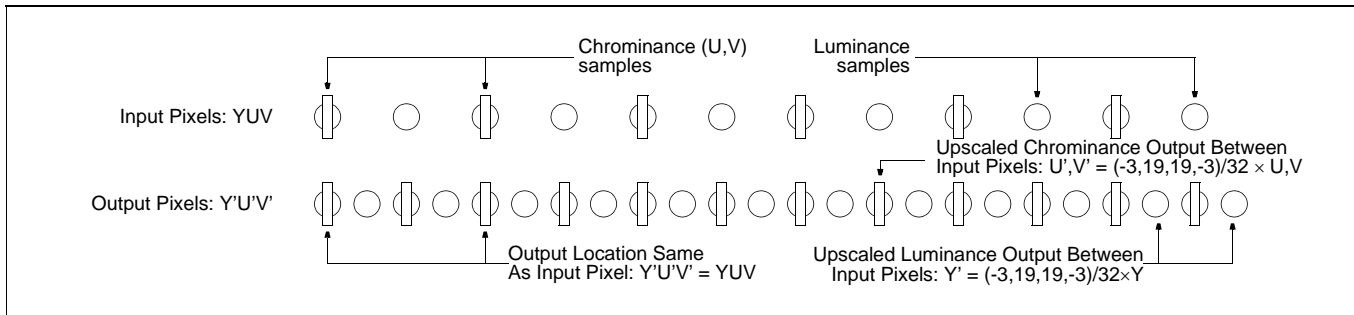 Chrominance (U,V)
samples
Luminance
samples
Input Pixels: YUV
Upscaled Chrominance Output Between
Input Pixels: U',V' = (-3,19,19,-3)/32 × U,V
Output Pixels: Y'U'V'
Output Location Same
As Input Pixel: Y'U'V' = YUV
Upscaled Luminance Output Between
Input Pixels: Y' = (-3,19,19,-3)/32×Y